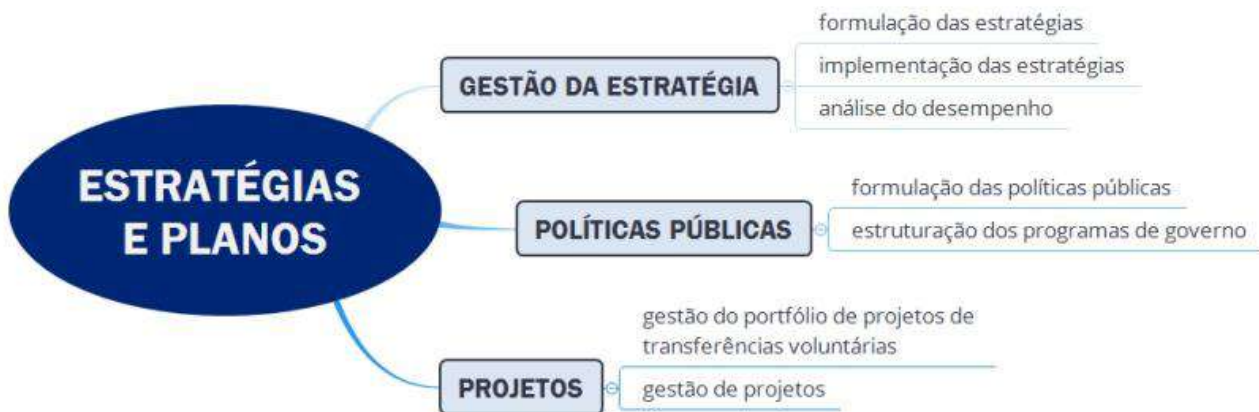 ESTRATÉGIAS
E PLANOS
GESTÃO DA ESTRATÉGIA
formulação das estratégias
implementação das estratégias
análise do desempenho
POLÍTICAS PÚBLICAS
formulação das políticas públicas
estruturação dos programas de governo
PROJETOS
gestão do portfólio de projetos de
transferências voluntárias
gestão de projetos